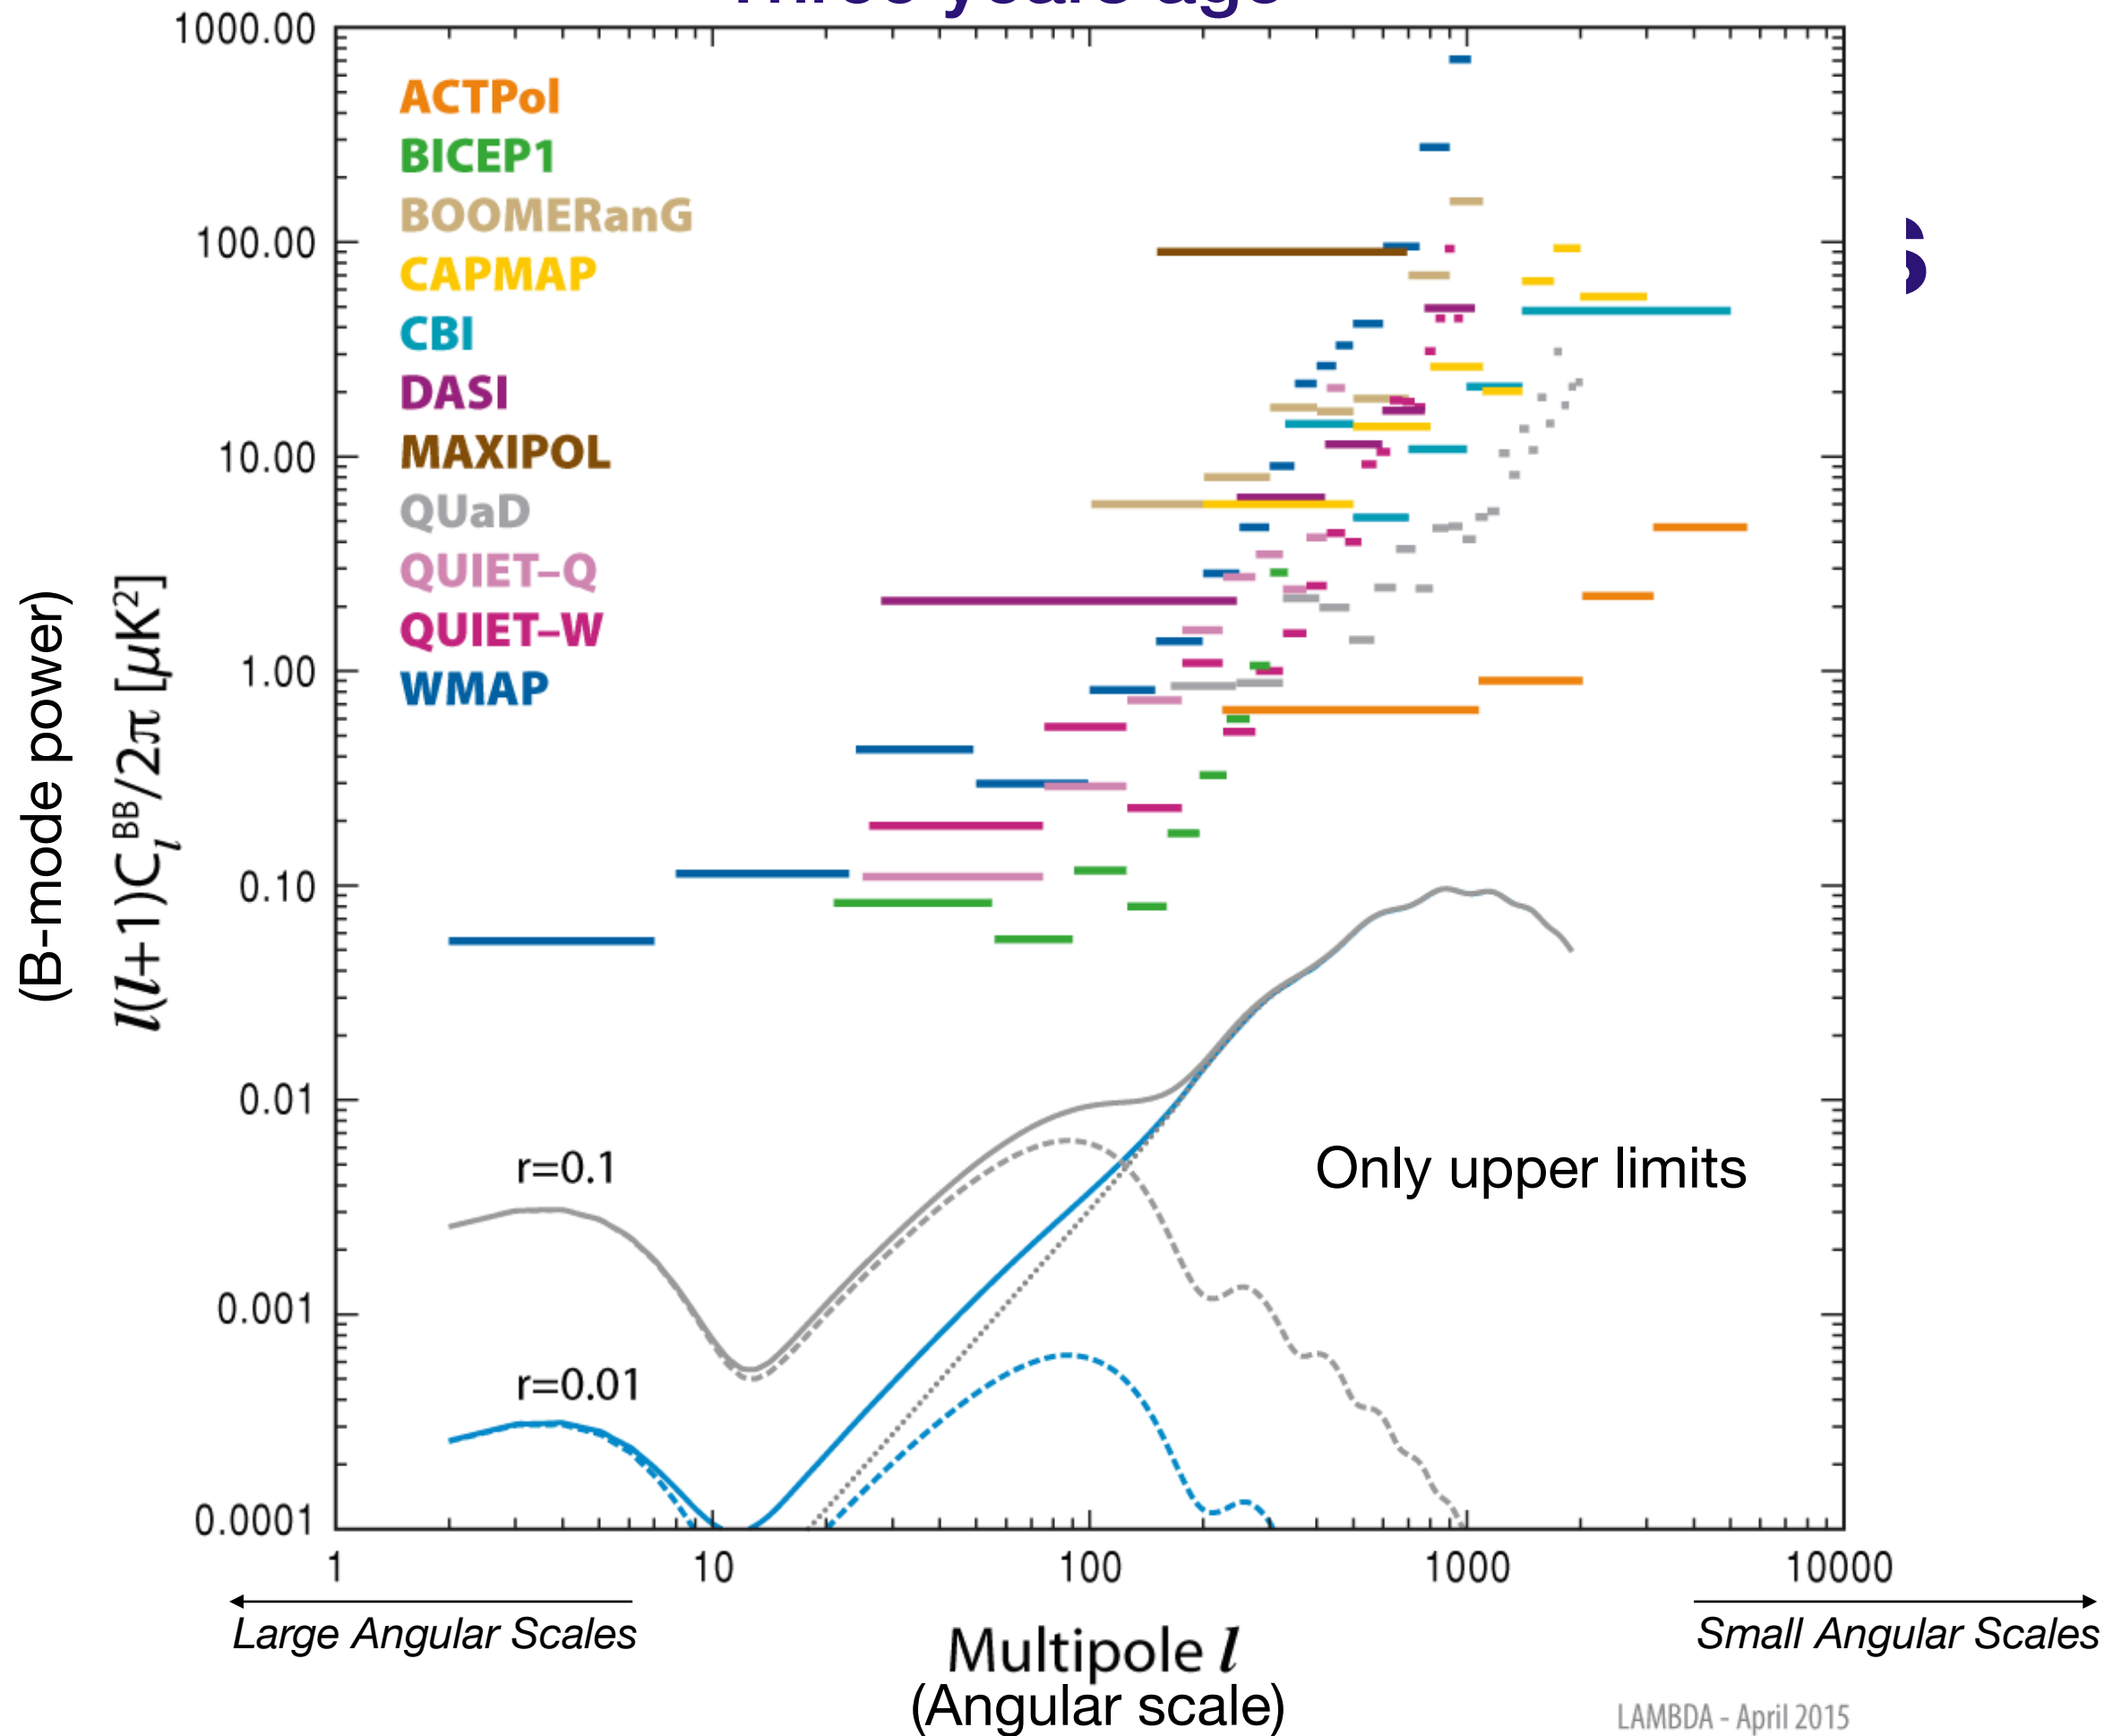 Three years ago
1000.00
100.00
10.00
1.00
0.10
0.01
0.001
0.0001
ACTPol
BICEP1
BOOMERanG
CAPMAP
CBI
DASI
MAXIPOL
QUaD
QUIET–Q
QUIET–W
WMAP
(B-mode power)
l(l+1)C_l^BB/2π [μK²]
r=0.1
r=0.01
Only upper limits
1 10 100 1000 10000
Large Angular Scales
Small Angular Scales
Multipole l
(Angular scale)
LAMBDA - April 2015